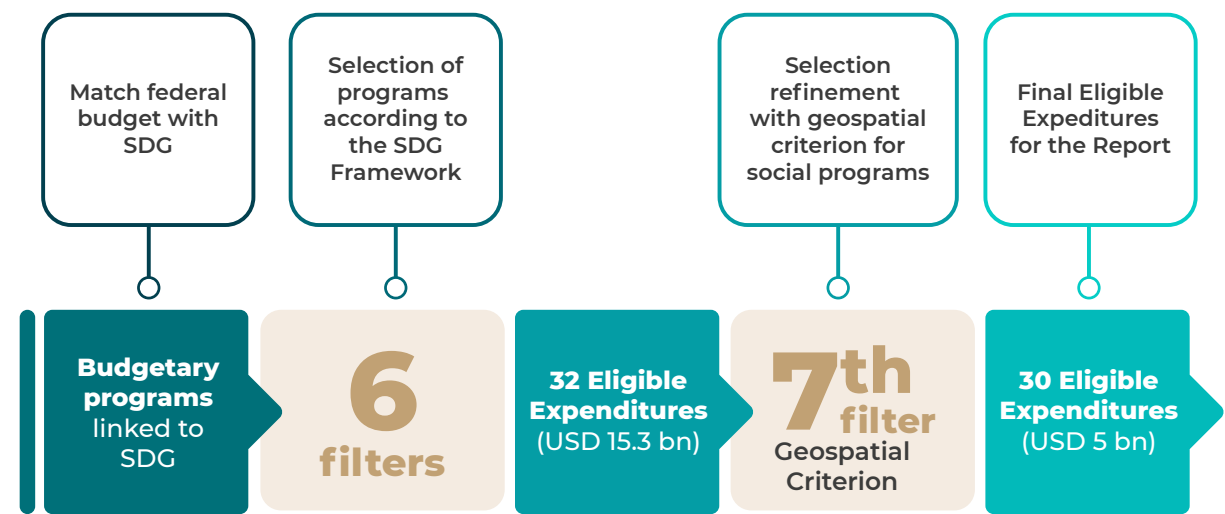 Match federal
budget with
SDG
Selection of
programs
according to
the SDG
Framework
Selection
refinement
with geospatial
criterion for
social programs
Final Eligible
Expeditures
for the Report
Budgetary
programs
linked to
SDG
6
filters
32 Eligible
Expenditures
(USD 15.3 bn)
7th
filter
Geospatial
Criterion
30 Eligible
Expenditures
(USD 5 bn)